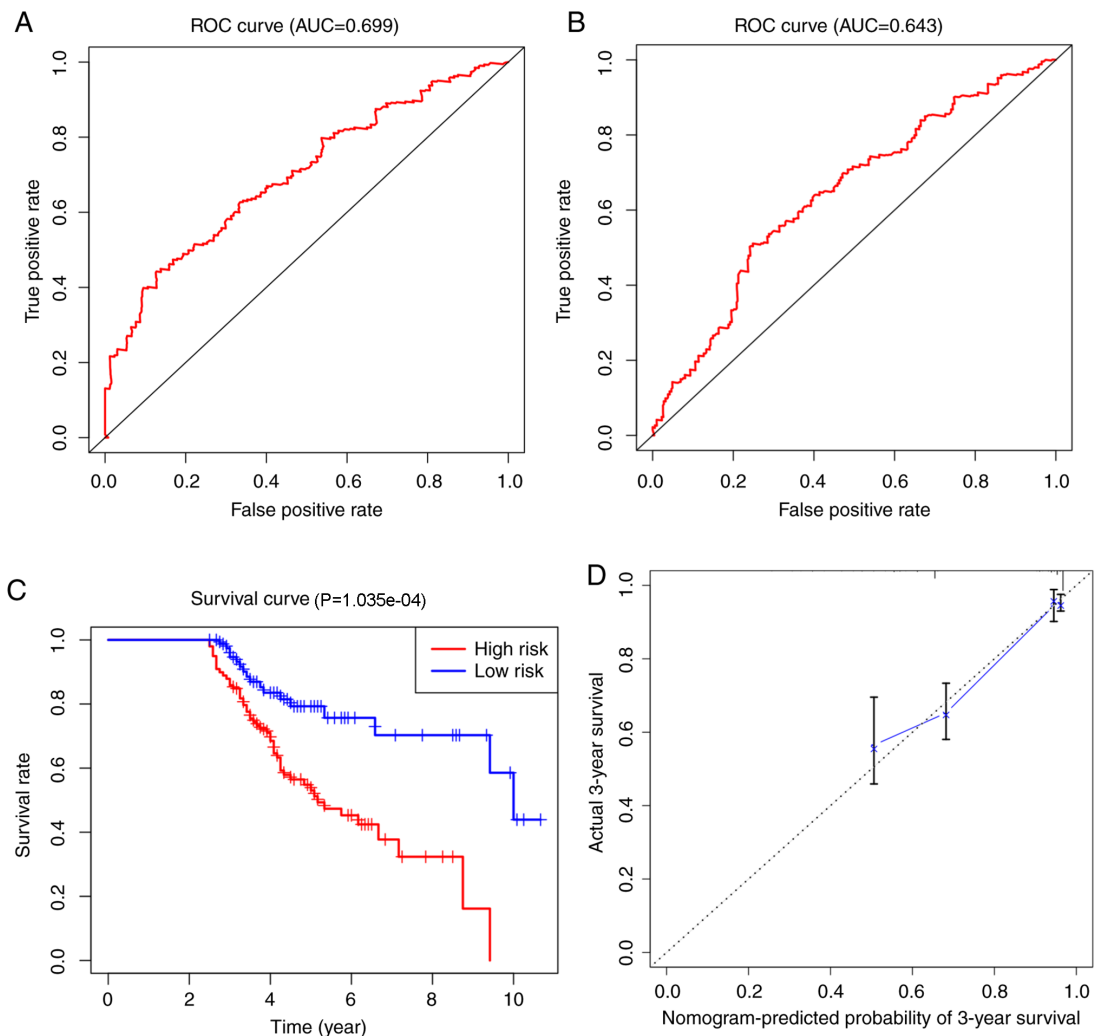 A
ROC curve (AUC=0.699)
True positive rate
1.0
0.8
0.6
0.4
0.2
0.0
0.0 0.2 0.4 0.6 0.8 1.0
False positive rate
B
ROC curve (AUC=0.643)
True positive rate
1.0
0.8
0.6
0.4
0.2
0.0
0.0 0.2 0.4 0.6 0.8 1.0
False positive rate
C
Survival curve (P=1.035e-04)
High risk
Low risk
Survival rate
1.0
0.8
0.6
0.4
0.2
0.0
0 2 4 6 8 10
Time (year)
D
Actual 3-year survival
1.0
0.8
0.6
0.4
0.2
0.0
0.0 0.2 0.4 0.6 0.8 1.0
Nomogram-predicted probability of 3-year survival